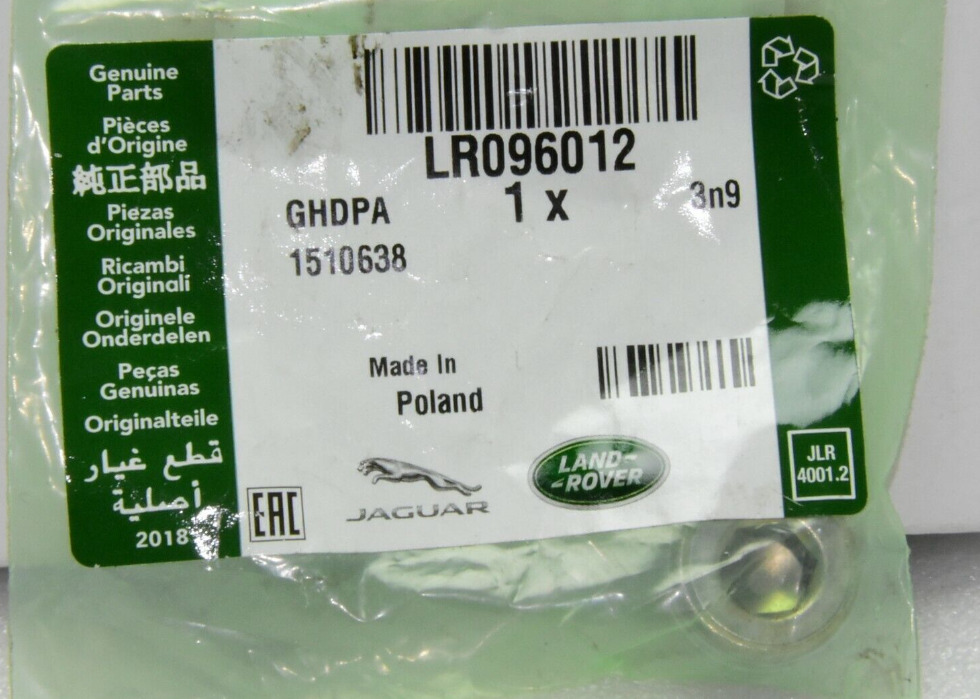 Genuine
Parts
Pièces
d'Origine
純正部品
Piezas
Originales
Ricambi
Originali
Originele
Onderdelen
Peças
Genuinas
Originalteile
قطع غيار
أصلية
2018
LR096012
1 x
3n9
GHDPA
1510638
Made In
Poland
EAC
JAGUAR
LAND-
-ROVER
JLR
4001.2